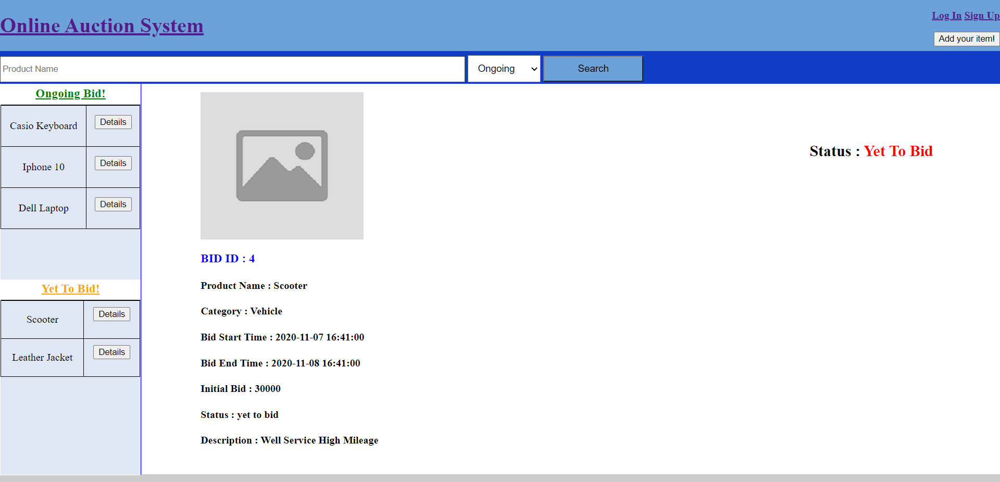 Online Auction System
Log In Sign Up
Add your item!
Product Name
Ongoing
Search
Ongoing Bid!
Casio Keyboard Details
Iphone 10 Details
Dell Laptop Details
Yet To Bid!
Scooter Details
Leather Jacket Details
Status : Yet To Bid
BID ID : 4
Product Name : Scooter
Category : Vehicle
Bid Start Time : 2020-11-07 16:41:00
Bid End Time : 2020-11-08 16:41:00
Initial Bid : 30000
Status : yet to bid
Description : Well Service High Mileage